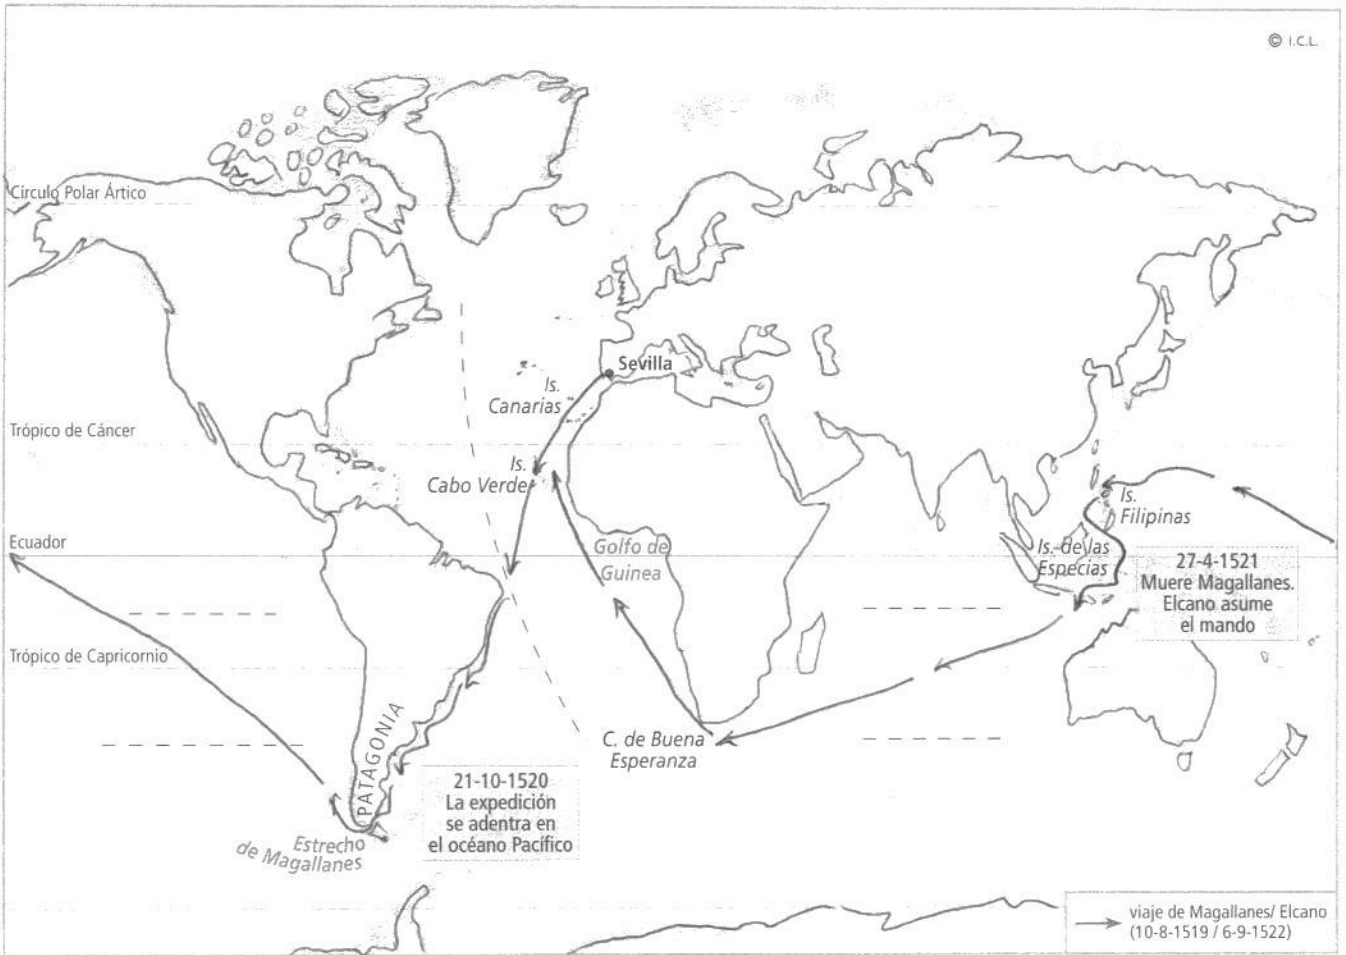 © I.C.L.
Círculo Polar Ártico
Sevilla
Is.
Canarias
Trópico de Cáncer
Is.
Cabo Verde
Is.
Filipinas
Ecuador
Golfo de
Guinea
Is. de las
Especias
27-4-1521
Muere Magallanes.
Elcano asume
el mando
Trópico de Capricornio
PATAGONIA
C. de Buena
Esperanza
21-10-1520
La expedición
se adentra en
el océano Pacífico
Estrecho
de Magallanes
viaje de Magallanes/ Elcano
(10-8-1519 / 6-9-1522)